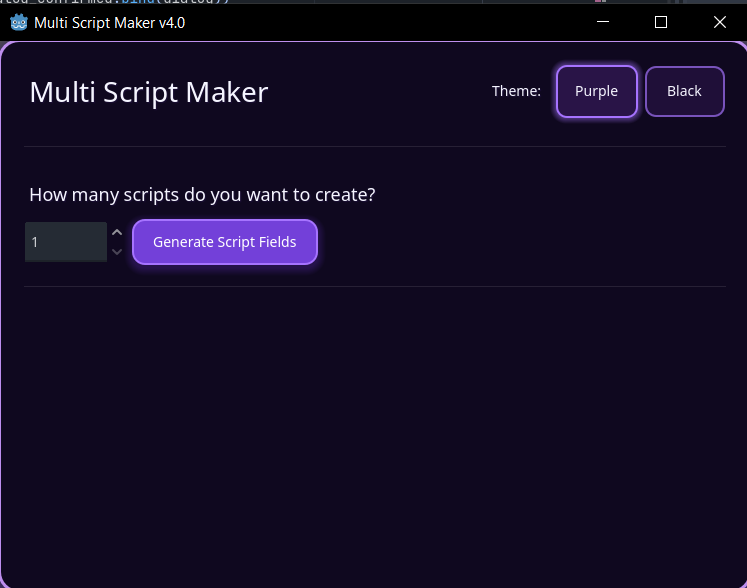 Multi Script Maker v4.0
Multi Script Maker
Theme: Purple Black
How many scripts do you want to create?
1 Generate Script Fields